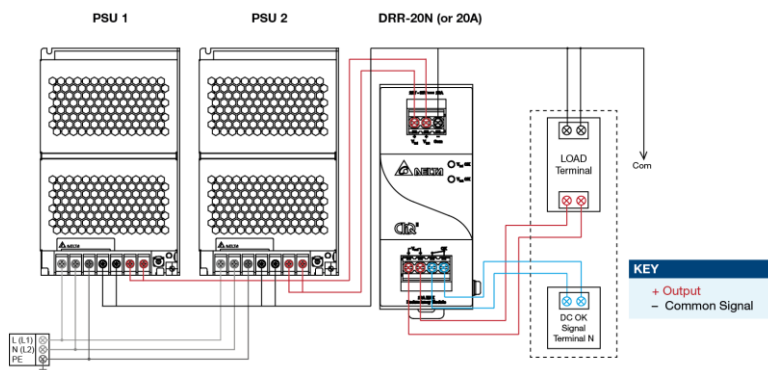 PSU 1
PSU 2
DRR-20N (or 20A)
DELTA
LOAD
Terminal
Com
KEY
+ Output
– Common Signal
DC OK
Signal
Terminal N
L (L1)
N (L2)
PE